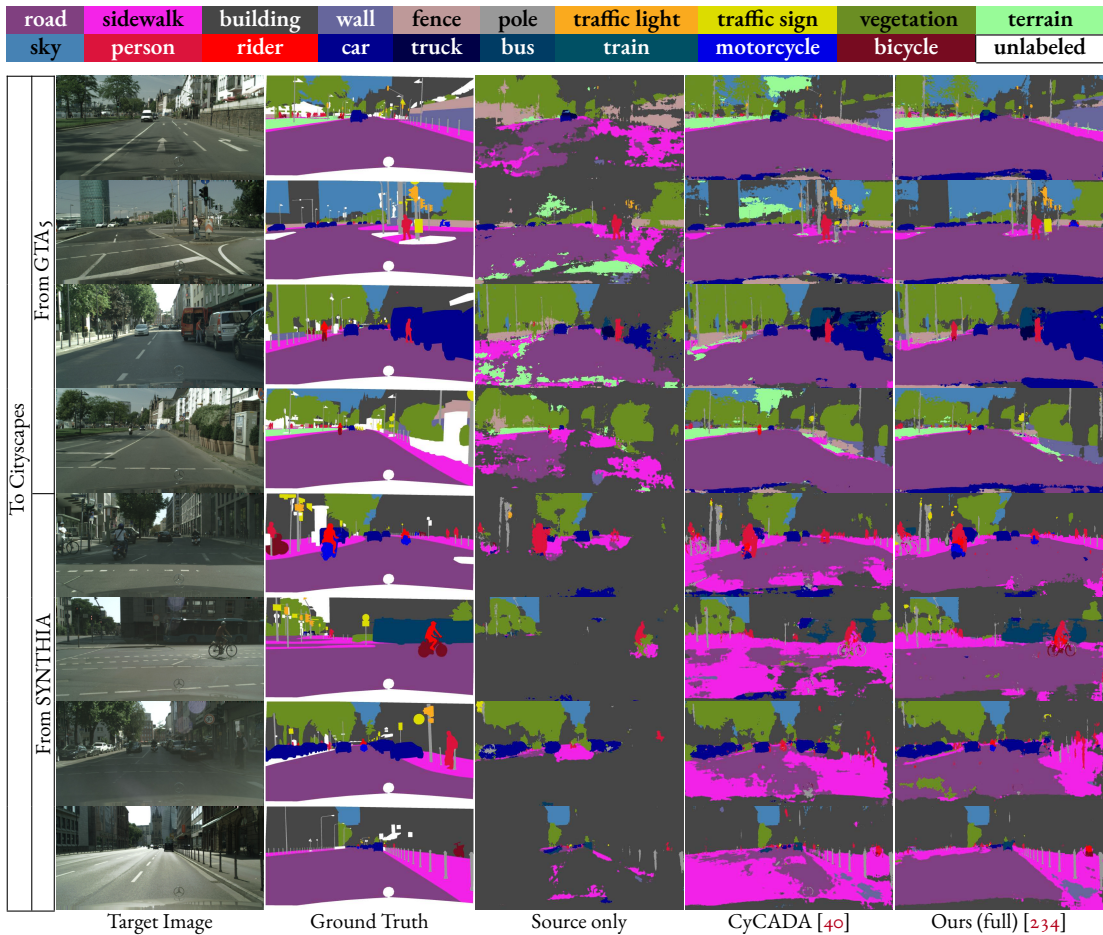 road sidewalk building wall fence pole traffic light traffic sign vegetation terrain
sky person rider car truck bus train motorcycle bicycle unlabeled
To Cityscapes
From GTA5
From SYNTHIA
Target Image Ground Truth Source only CyCADA [40] Ours (full) [234]